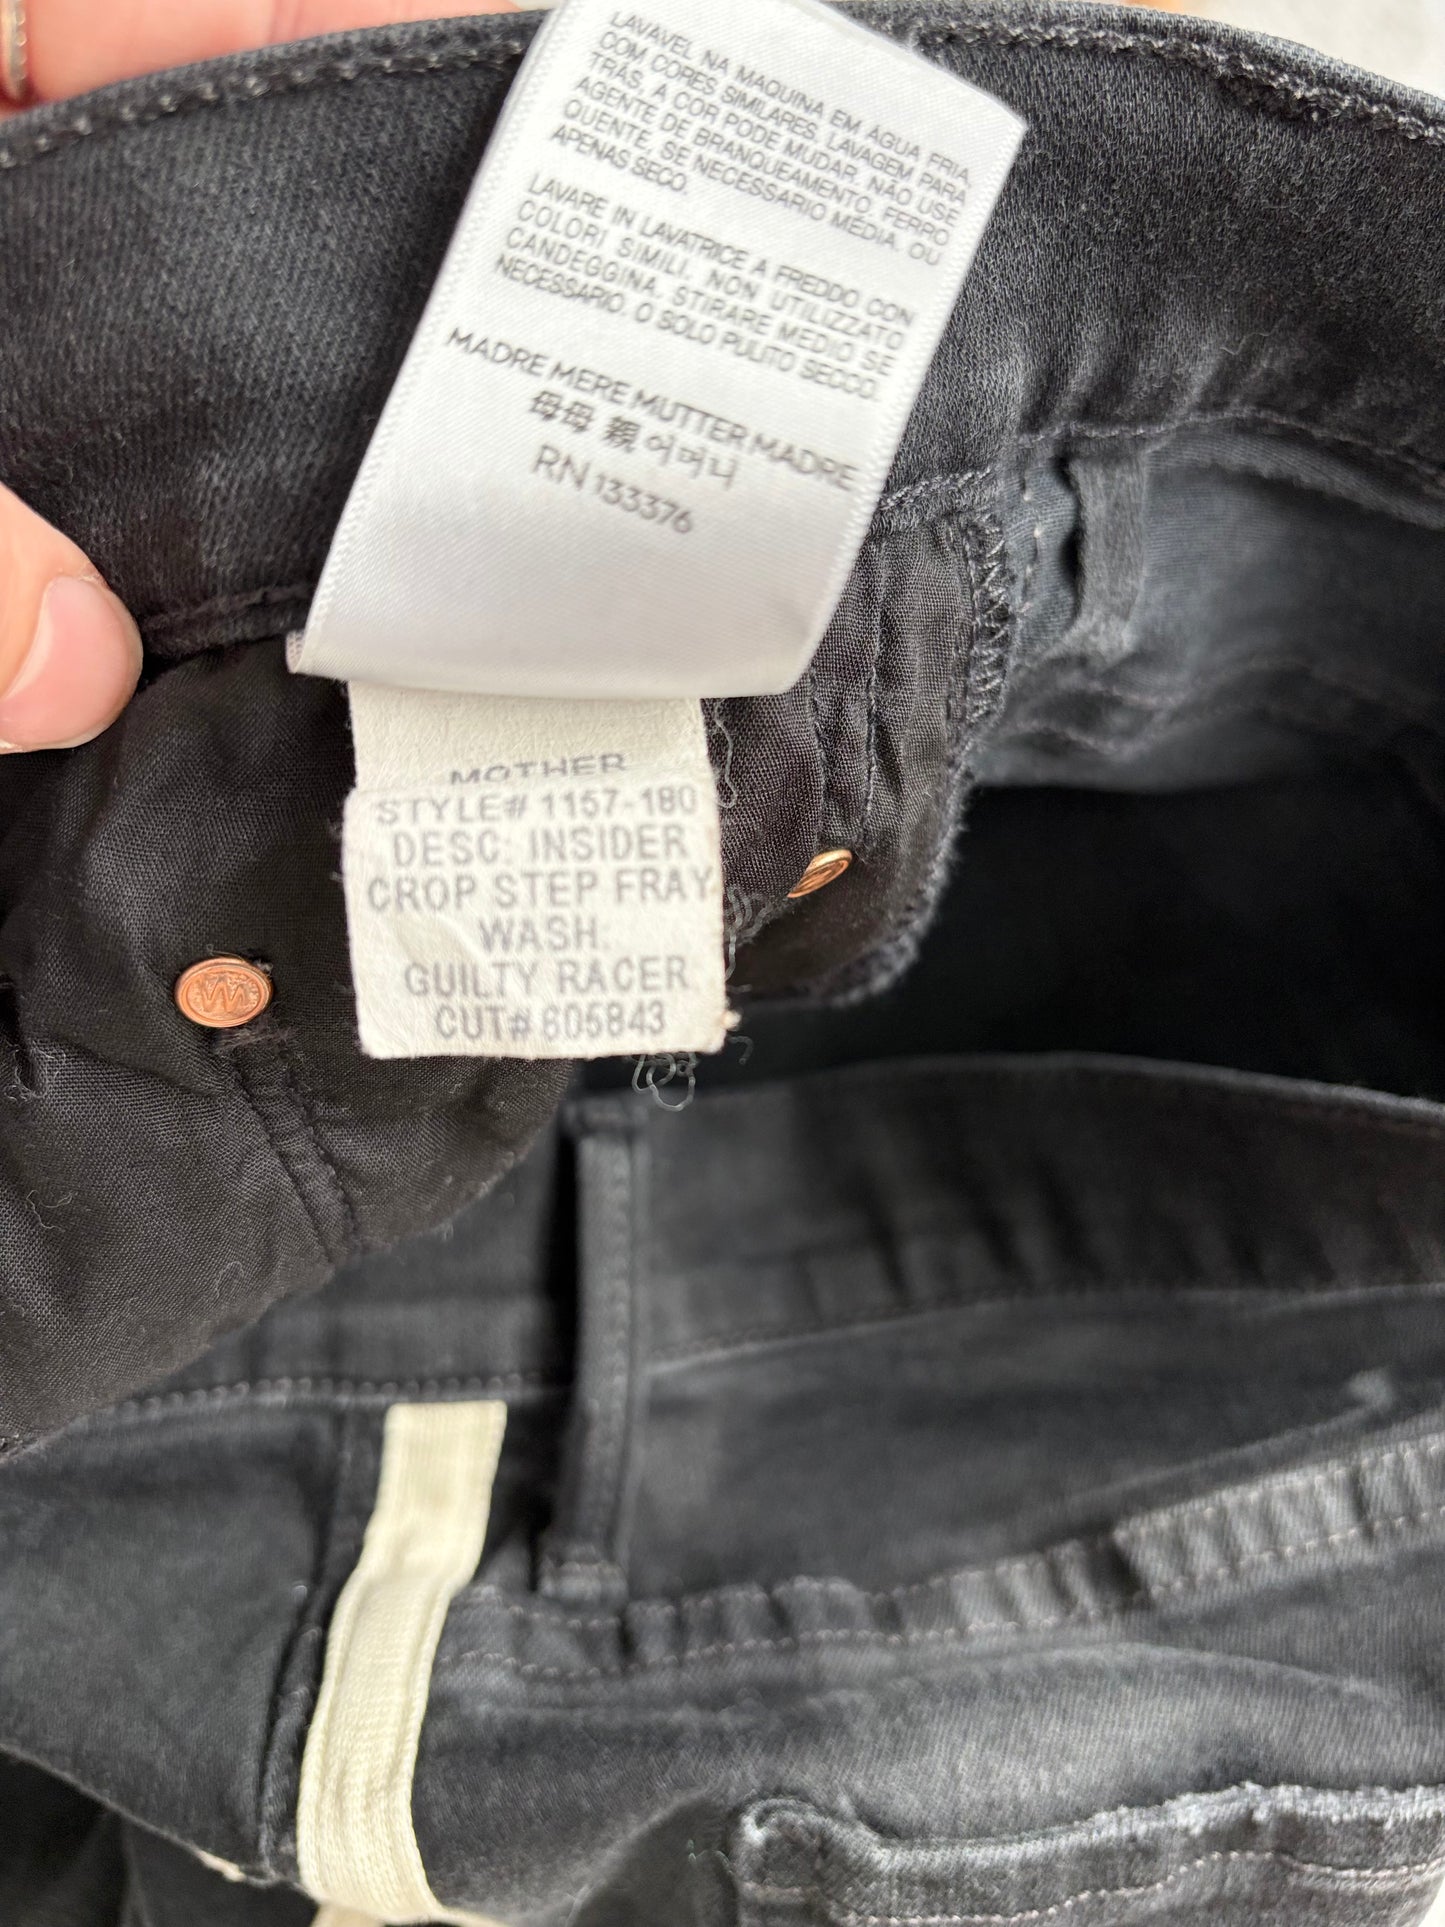 LAVAVEL NA MAQUINA EM AGUA FRIA
COM CORES SIMILARES. LAVAGEM PARA
TRÁS, A COR PODE MUDAR. NÃO USE
AGENTE DE BRANQUEAMENTO. FERRO
QUENTE, SE NECESSARIO MÉDIA, OU
APENAS SECO.
LAVARE IN LAVATRICE A FREDDO CON
COLORI SIMILI. NON UTILIZZATO
CANDEGGINA. STIRARE MEDIO SE
NECESSARIO. O SOLO PULITO SECCO.
MADRE MERE MUTTER MADRE
母母 親 어머니
RN 133376
MOTHER
STYLE# 1157-180
DESC: INSIDER
CROP STEP FRAY
WASH:
GUILTY RACER
CUT# 605843